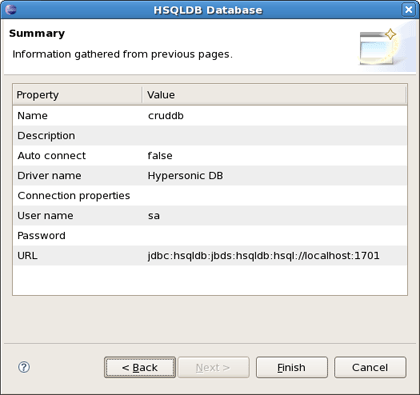 HSQLDB Database
Summary
Information gathered from previous pages.
Property Value
Name cruddb
Description
Auto connect false
Driver name Hypersonic DB
Connection properties
User name sa
Password
URL jdbc:hsqldb:jbds:hsqldb:hsql://localhost:1701
? < Back Next > Finish Cancel